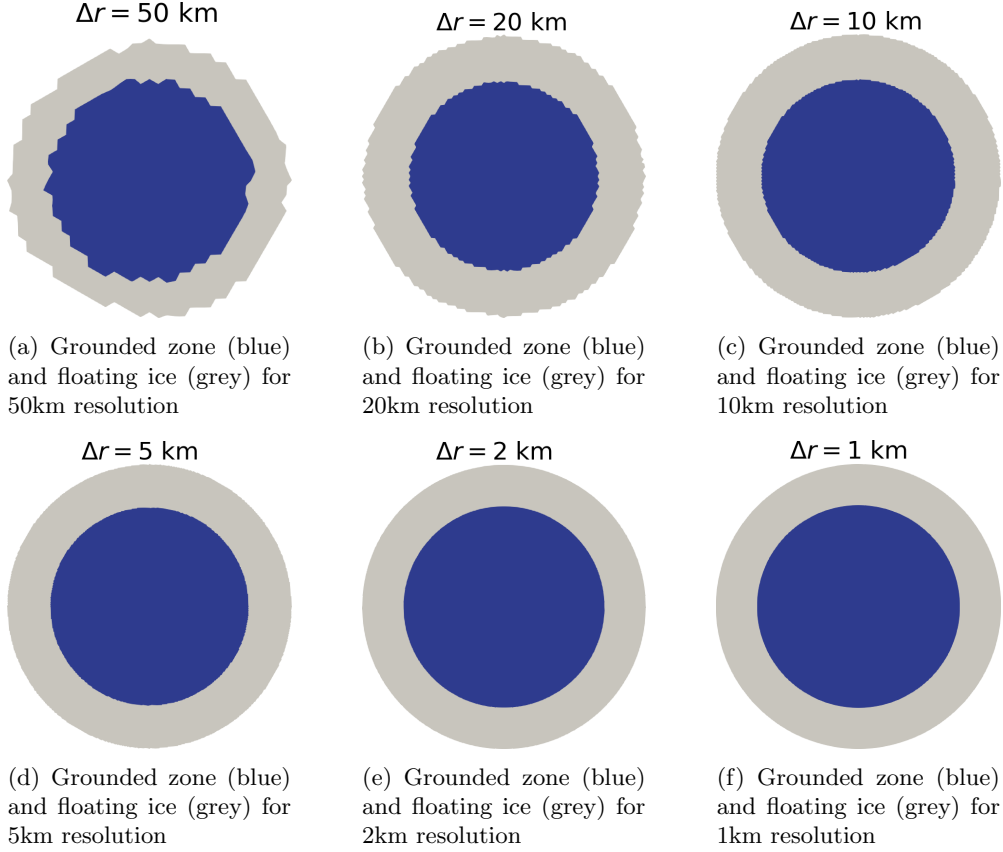 Δr = 50 km
Δr = 20 km
Δr = 10 km
(a) Grounded zone (blue)
and floating ice (grey) for
50km resolution
(b) Grounded zone (blue)
and floating ice (grey) for
20km resolution
(c) Grounded zone (blue)
and floating ice (grey) for
10km resolution
Δr = 5 km
Δr = 2 km
Δr = 1 km
(d) Grounded zone (blue)
and floating ice (grey) for
5km resolution
(e) Grounded zone (blue)
and floating ice (grey) for
2km resolution
(f) Grounded zone (blue)
and floating ice (grey) for
1km resolution